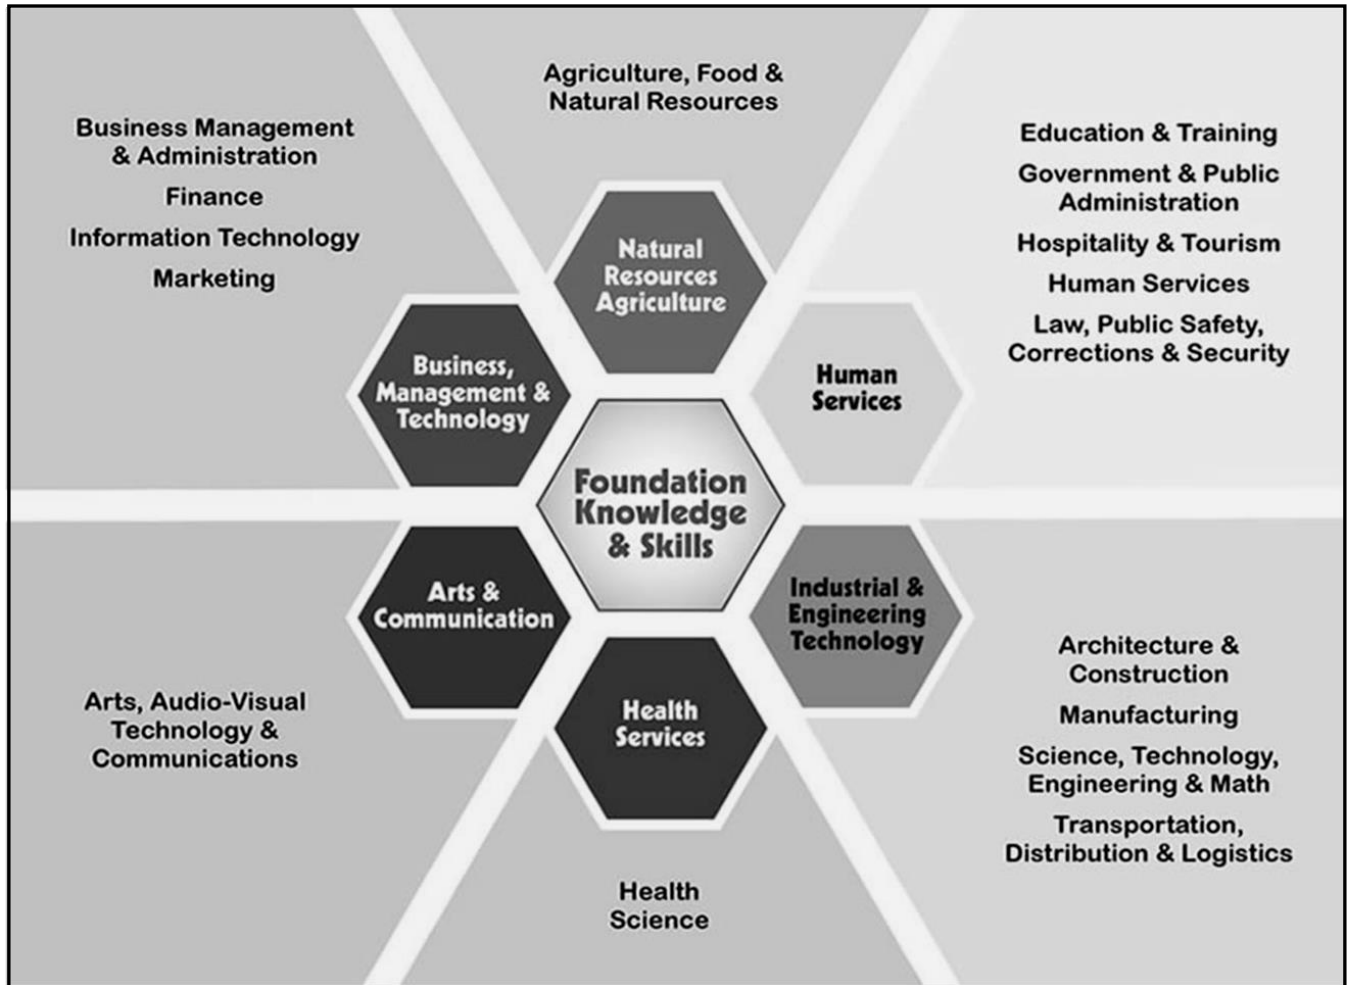 Agriculture, Food &
Natural Resources
Business Management
& Administration
Finance
Information Technology
Marketing
Education & Training
Government & Public
Administration
Hospitality & Tourism
Human Services
Law, Public Safety,
Corrections & Security
Natural
Resources
Agriculture
Business,
Management &
Technology
Human
Services
Foundation
Knowledge
& Skills
Arts &
Communication
Industrial &
Engineering
Technology
Health
Services
Arts, Audio-Visual
Technology &
Communications
Architecture &
Construction
Manufacturing
Science, Technology,
Engineering & Math
Transportation,
Distribution & Logistics
Health
Science